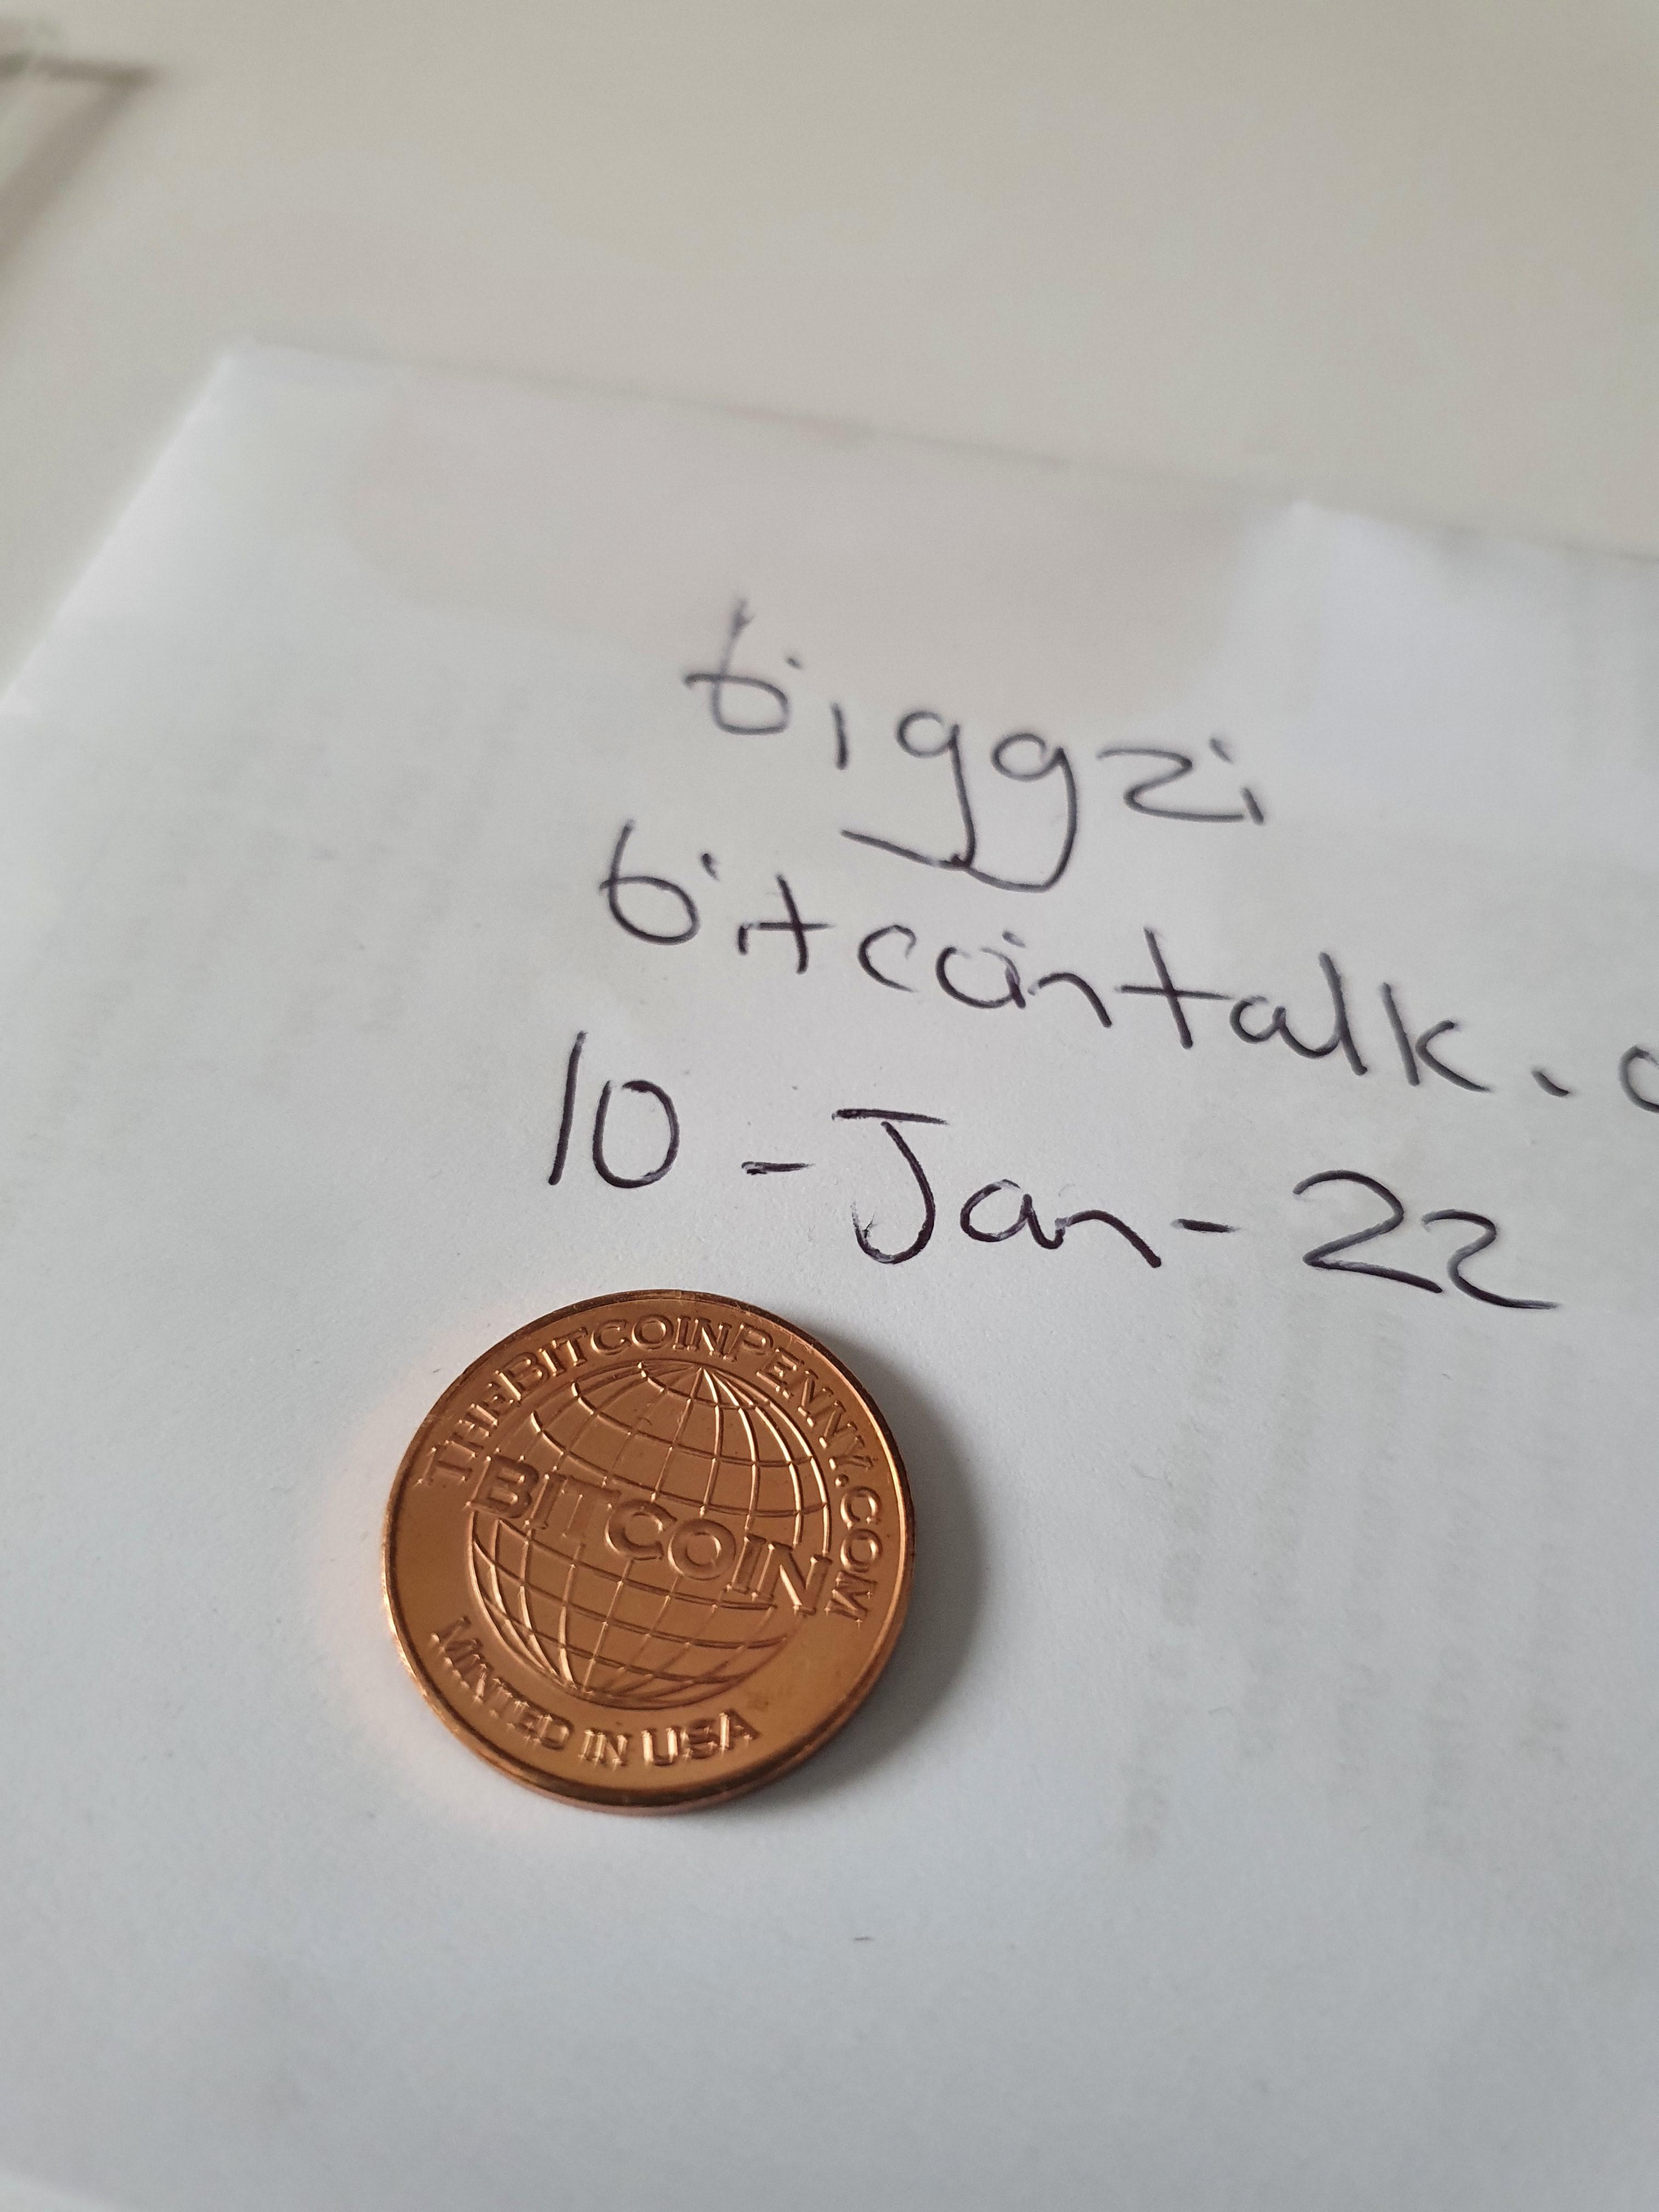 biggzi
bitcointalk.
10-Jan-22
THEBITCOINPENNY.COM
BITCOIN
MINTED IN USA